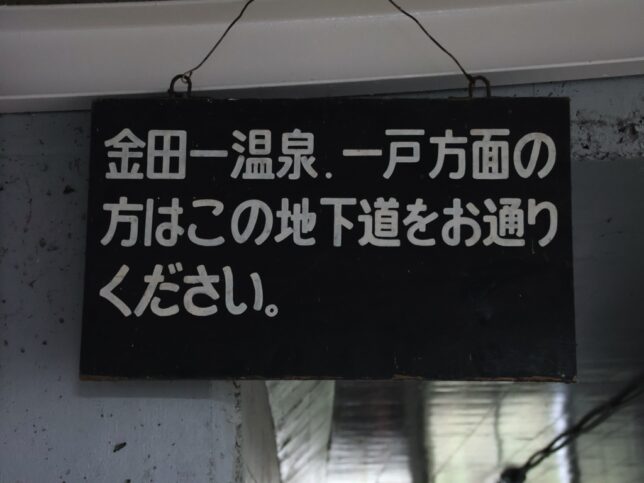 金田一温泉.一戸方面の
方はこの地下道をお通り
ください。